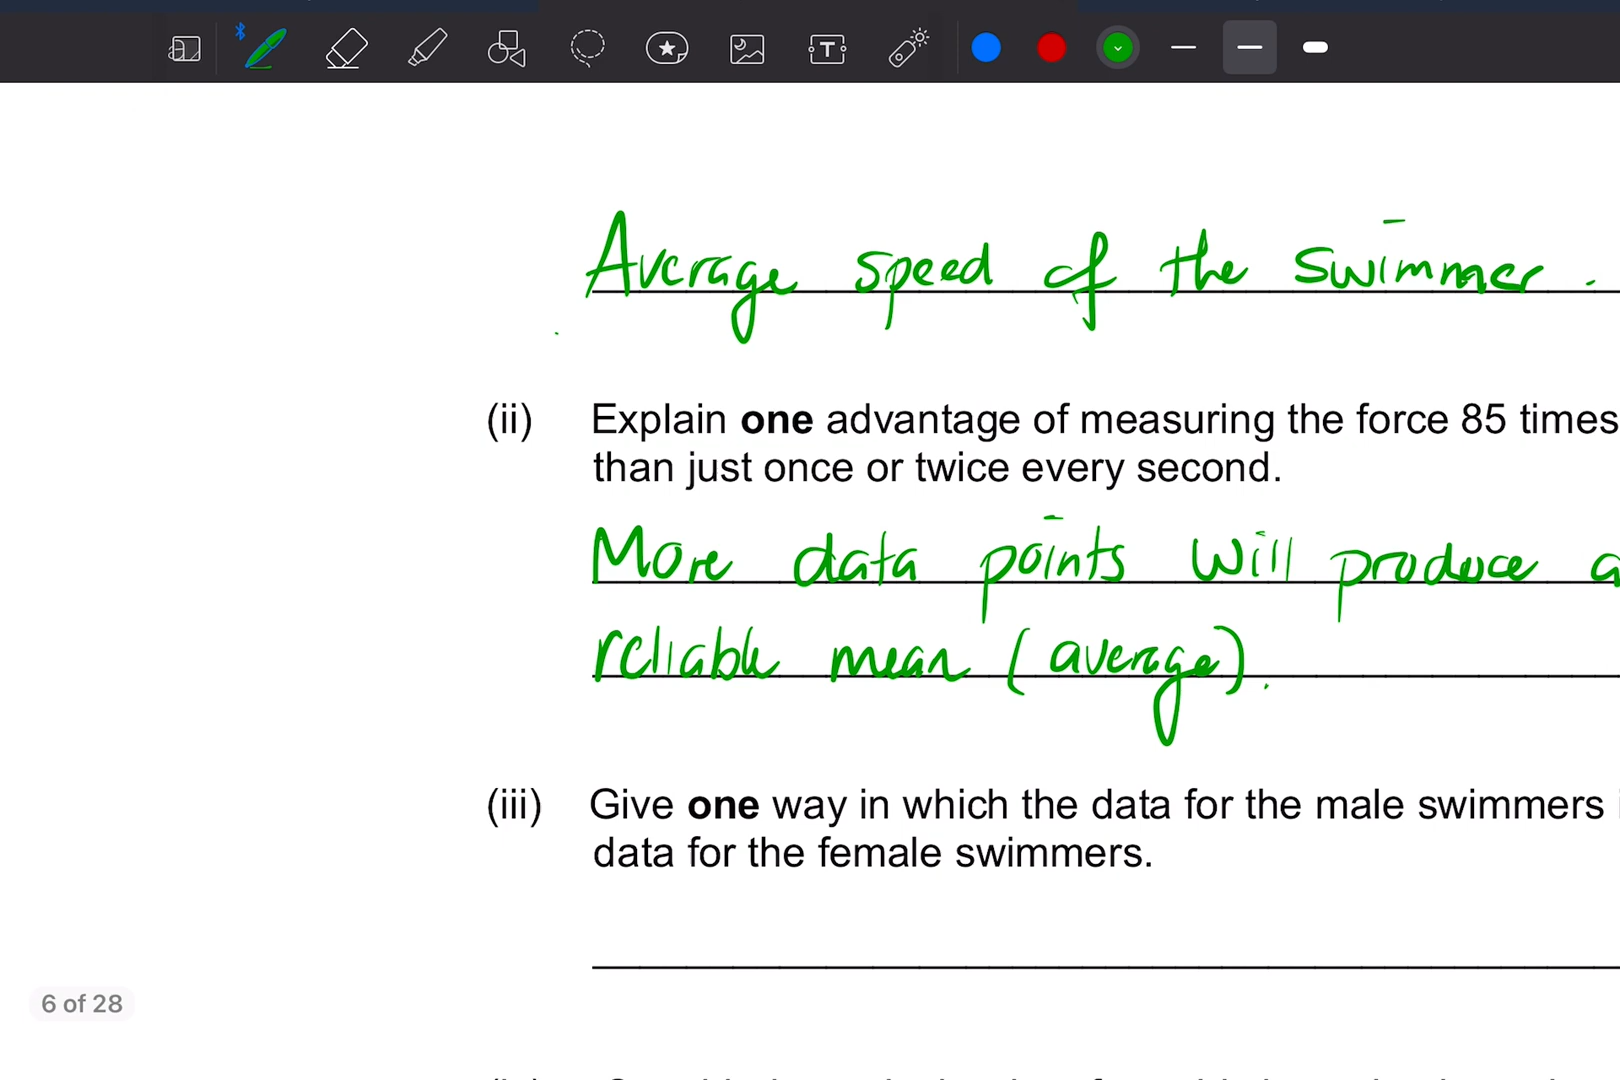 Average speed of the swimmer.
(ii) Explain one advantage of measuring the force 85 times
than just once or twice every second.
More data points will produce a
reliable mean (average).
(iii) Give one way in which the data for the male swimmers
data for the female swimmers.
6 of 28